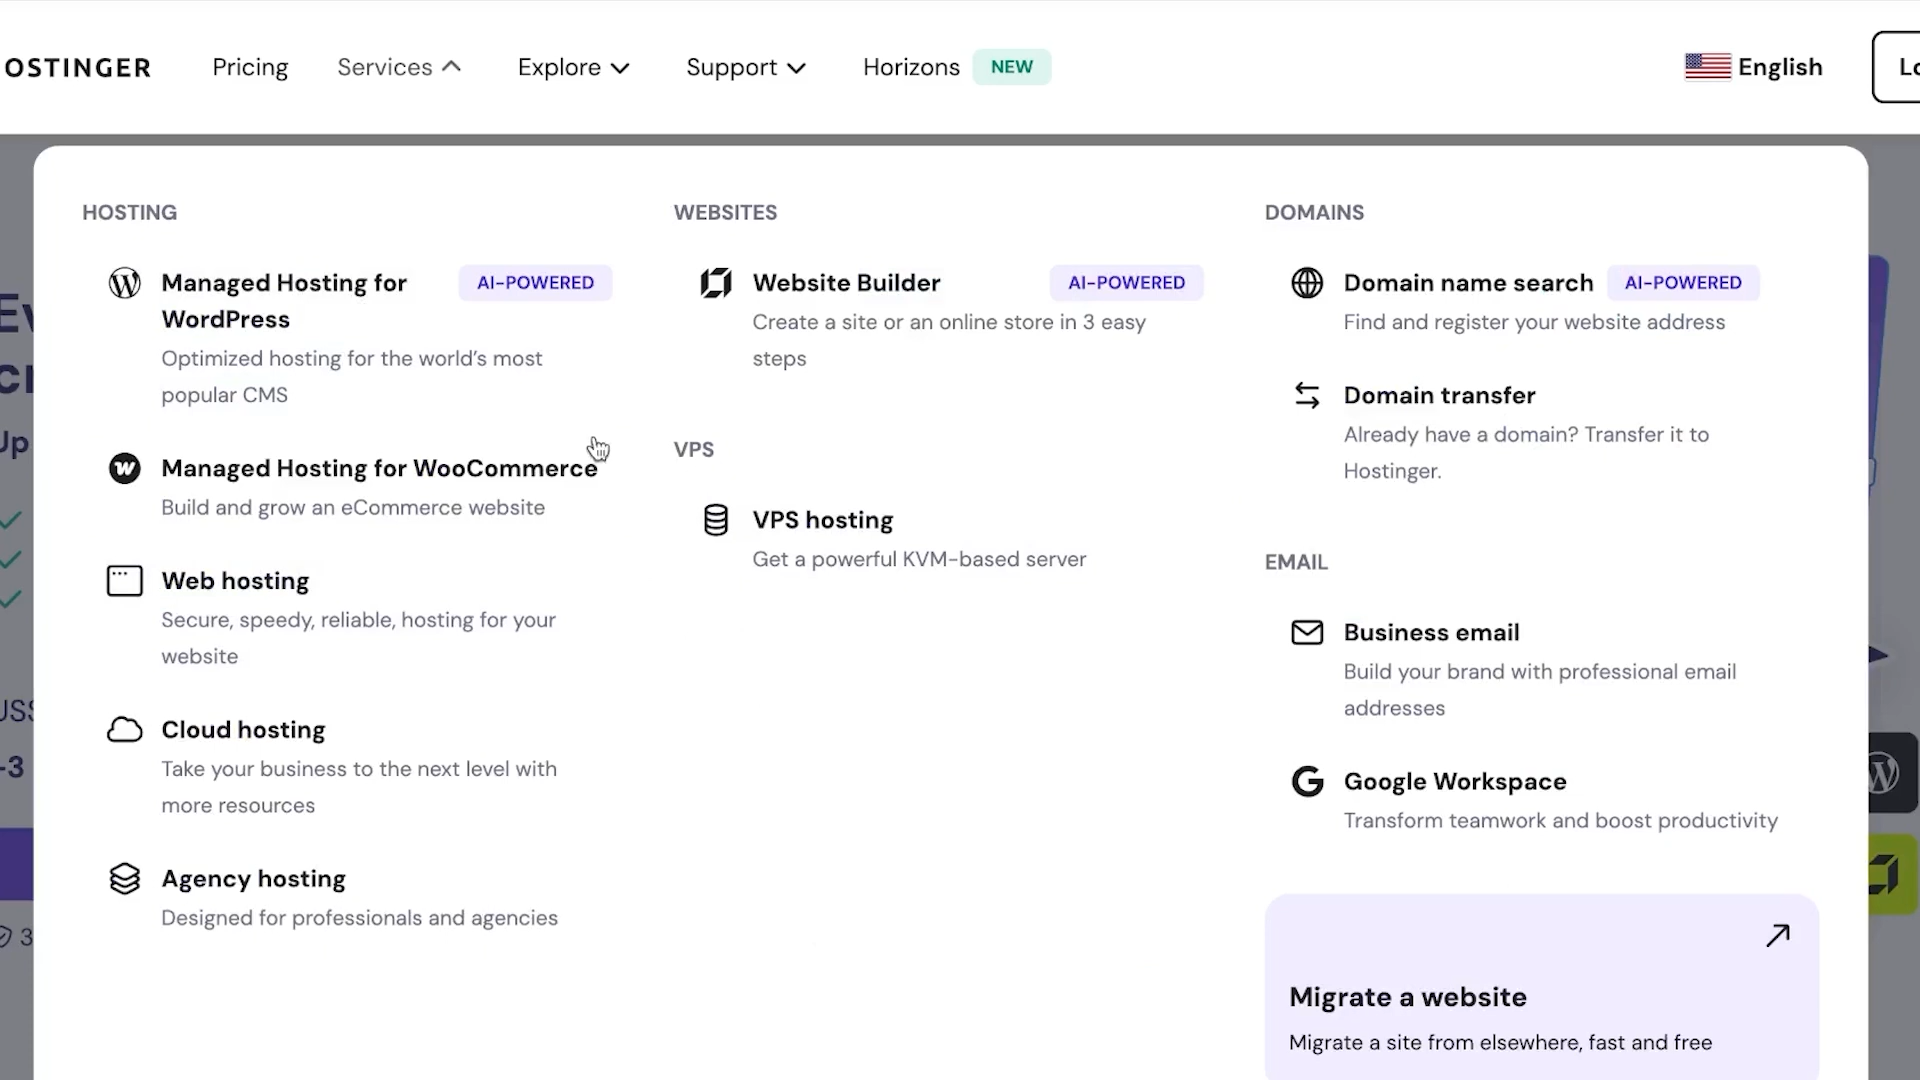 OSTINGER
Pricing
Services
Explore
Support
Horizons
NEW
English
HOSTING
Managed Hosting for
WordPress
AI-POWERED
Optimized hosting for the world's most
popular CMS
Managed Hosting for WooCommerce
Build and grow an eCommerce website
Web hosting
Secure, speedy, reliable, hosting for your
website
Cloud hosting
Take your business to the next level with
more resources
Agency hosting
Designed for professionals and agencies
WEBSITES
Website Builder
AI-POWERED
Create a site or an online store in 3 easy
steps
VPS
VPS hosting
Get a powerful KVM-based server
DOMAINS
Domain name search
AI-POWERED
Find and register your website address
Domain transfer
Already have a domain? Transfer it to
Hostinger.
EMAIL
Business email
Build your brand with professional email
addresses
Google Workspace
Transform teamwork and boost productivity
Migrate a website
Migrate a site from elsewhere, fast and free